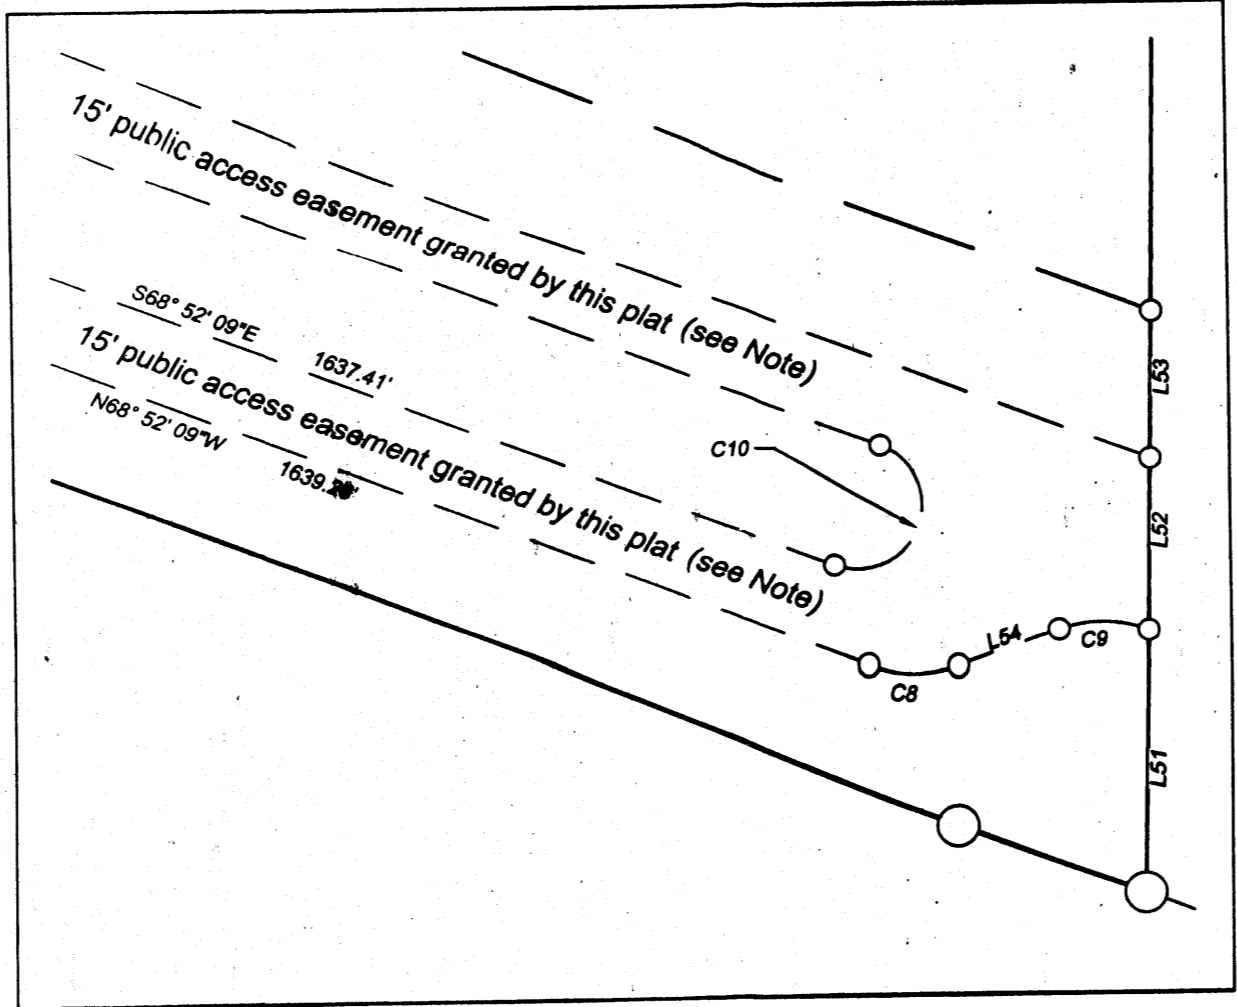 15' public access easement granted by this plat (see Note)
S68° 52' 09"E
1637.41'
15' public access easement granted by this plat (see Note)
N68° 52' 09"W
C10
L53
L52
L54
C9
C8
L51